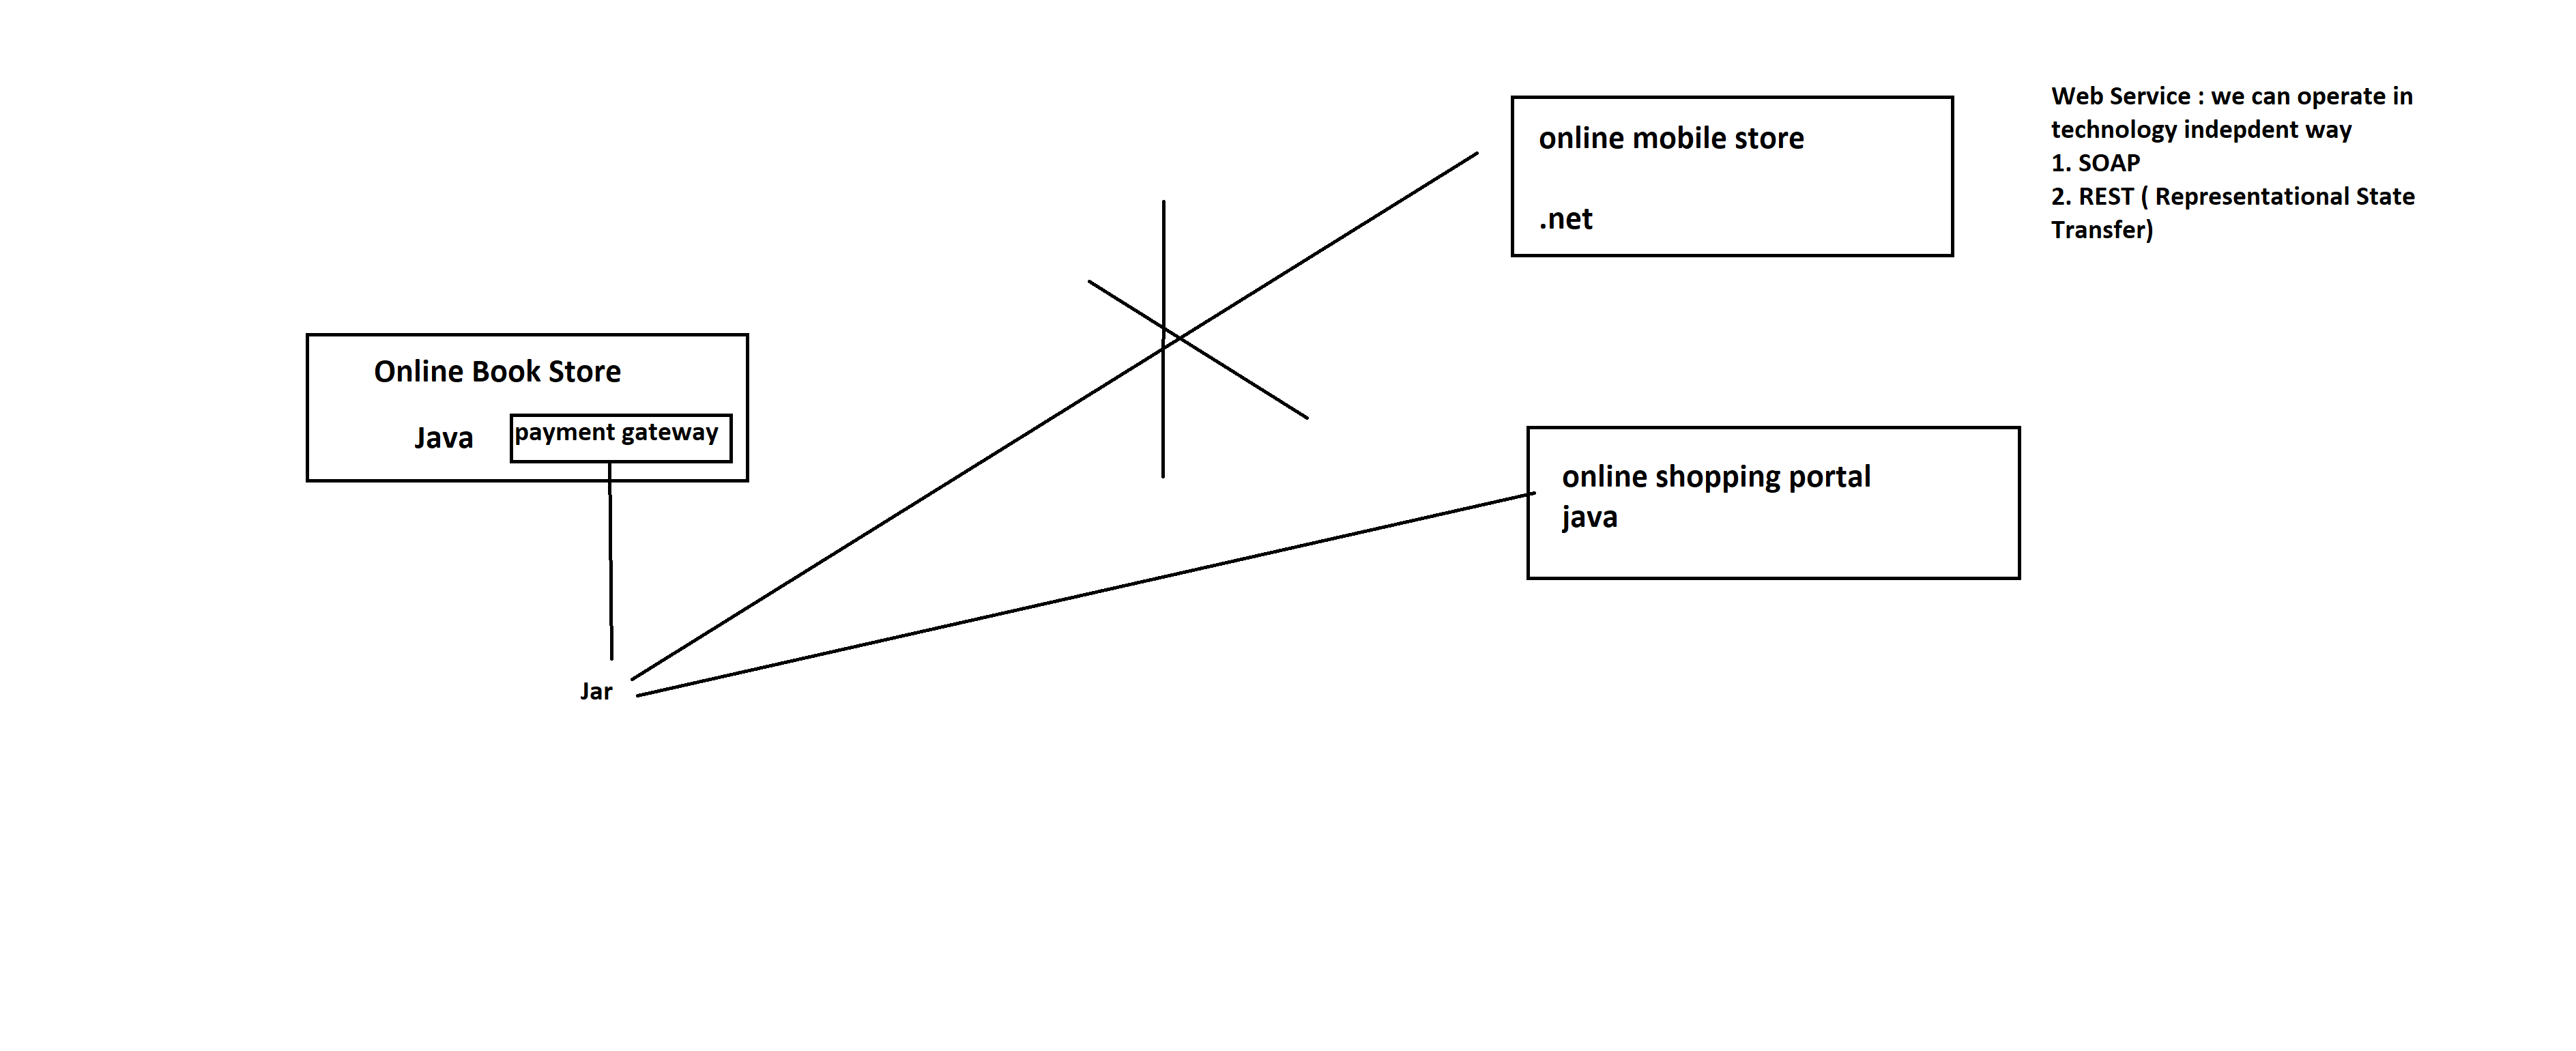 Web Service : we can operate in
technology indepdent way
1. SOAP
2. REST ( Representational State
Transfer)
online mobile store
.net
Online Book Store
Java
payment gateway
online shopping portal
java
Jar